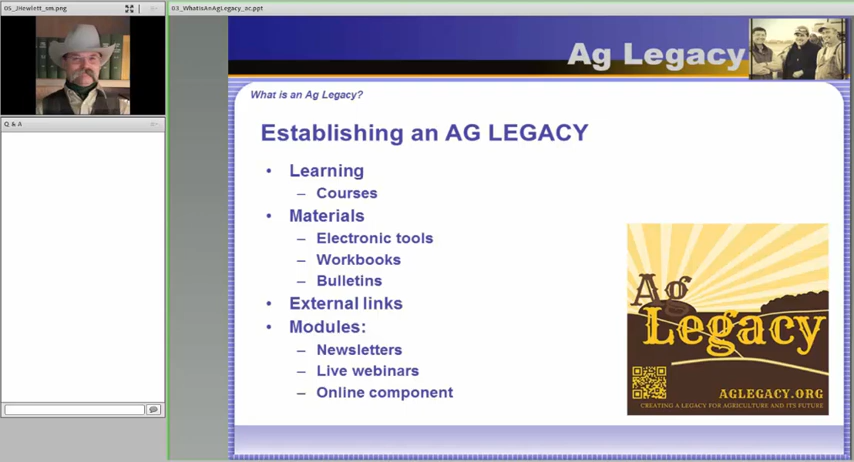 05_JHewlett_sm.png
03_WhatIsAnAgLegacy_oc.ppt
Ag Legacy
Q & A
What is an Ag Legacy?
Establishing an AG LEGACY
• Learning
– Courses
• Materials
– Electronic tools
– Workbooks
– Bulletins
• External links
• Modules:
– Newsletters
– Live webinars
– Online component
Ag
Legacy
AGLEGACY.ORG
CREATING A LEGACY FOR AGRICULTURE AND ITS FUTURE